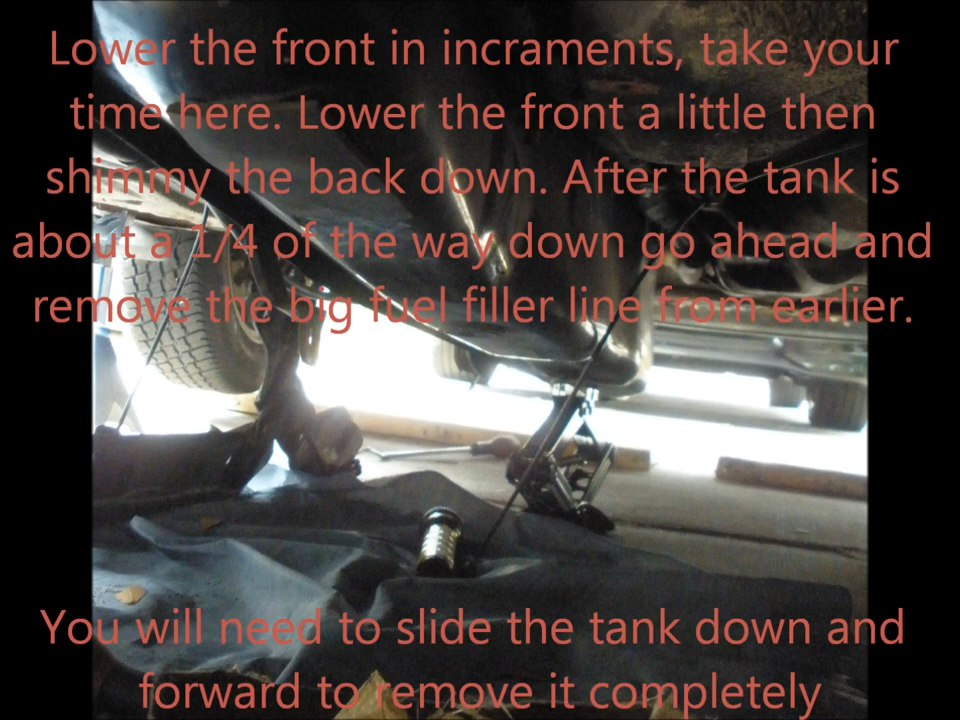 Lower the front in incraments, take your
time here. Lower the front a little then
shimmy the back down. After the tank is
about a 1/4 of the way down go ahead and
remove the big fuel filler line from earlier.
You will need to slide the tank down and
forward to remove it completely